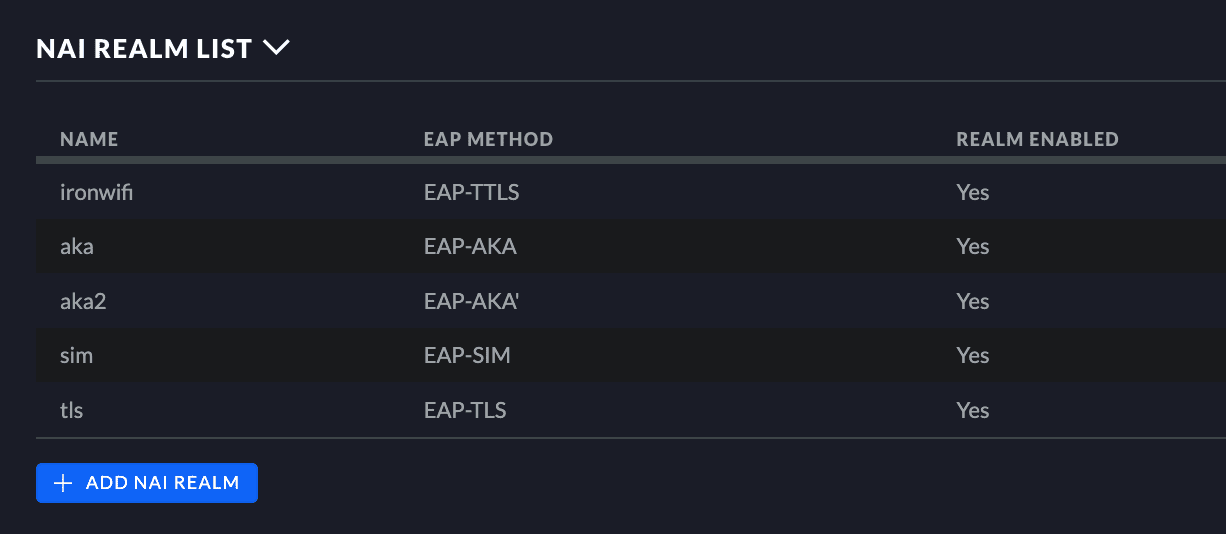 NAI REALM LIST
NAME EAP METHOD REALM ENABLED
ironwifi EAP-TTLS Yes
aka EAP-AKA Yes
aka2 EAP-AKA' Yes
sim EAP-SIM Yes
tls EAP-TLS Yes
ADD NAI REALM